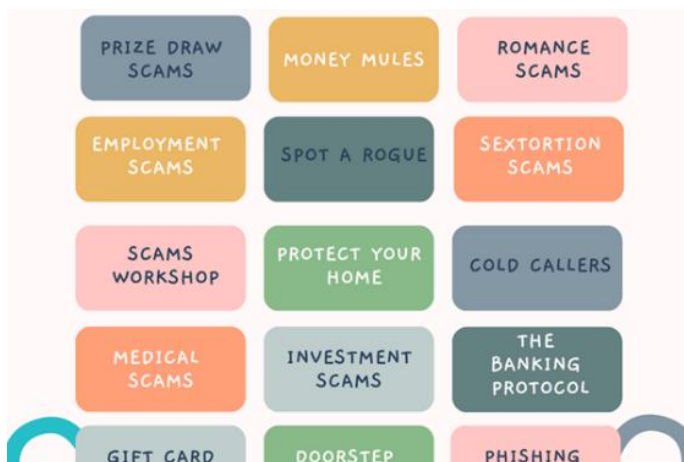 PRIZE DRAW
SCAMS
MONEY MULES
ROMANCE
SCAMS
EMPLOYMENT
SCAMS
SPOT A ROGUE
SEXTORTION
SCAMS
SCAMS
WORKSHOP
PROTECT YOUR
HOME
COLD CALLERS
MEDICAL
SCAMS
INVESTMENT
SCAMS
THE
BANKING
PROTOCOL
GIFT CARD
DOORSTEP
PHISHING